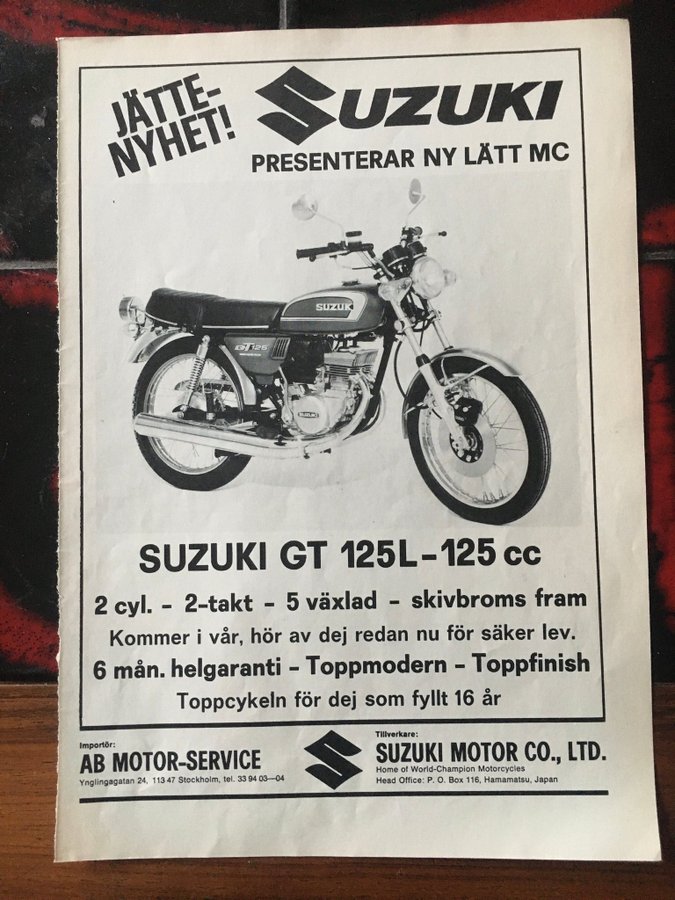 JÄTTE-
NYHET!
SUZUKI
PRESENTERAR NY LÄTT MC
SUZUKI
GT125
SUZUKI
SUZUKI GT 125L-125 cc
2 cyl. - 2-takt - 5 växlad - skivbroms fram
Kommer i vår, hör av dej redan nu för säker lev.
6 mån. helgaranti - Toppmodern - Toppfinish
Toppcykeln för dej som fyllt 16 år
Importör:
AB MOTOR-SERVICE
Ynglingagatan 24, 113 47 Stockholm, tel. 33 94 03—04
Tillverkare:
SUZUKI MOTOR CO., LTD.
Home of World-Champion Motorcycles
Head Office: P. O. Box 116, Hamamatsu, Japan